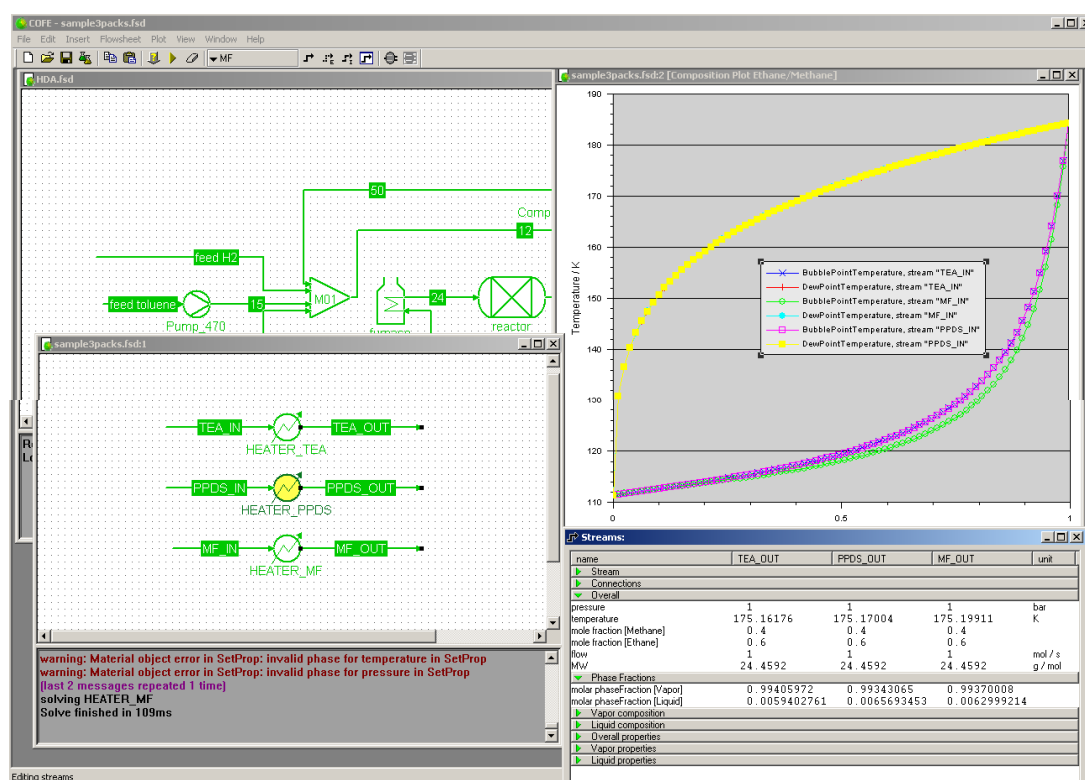 COFE - sample3packs.fsd
File Edit Insert Flowsheet Plot View Window Help
MF
HDA.fsd
50
Comp
12
feed H2
feed toluene
15
M01
24
Pump_470
reactor
sample3packs.fsd:2 [Composition Plot Ethane/Methane]
190
180
170
160
150
140
130
120
110
Temperature / K
0
0.5
1
BubblePointTemperature, stream "TEA_IN"
DewPointTemperature, stream "TEA_IN"
BubblePointTemperature, stream "MF_IN"
DewPointTemperature, stream "MF_IN"
BubblePointTemperature, stream "PPDS_IN"
DewPointTemperature, stream "PPDS_IN"
sample3packs.fsd:1
TEA_IN TEA_OUT
HEATER_TEA
PPDS_IN PPDS_OUT
HEATER_PPDS
MF_IN MF_OUT
HEATER_MF
warning: Material object error in SetProp: invalid phase for temperature in SetProp
warning: Material object error in SetProp: invalid phase for pressure in SetProp
[last 2 messages repeated 1 time]
solving HEATER_MF
Solve finished in 109ms
Streams:
name TEA_OUT PPDS_OUT MF_OUT unit
Stream
Connections
Overall
pressure 1 1 1 bar
temperature 175.16176 175.17004 175.19911 K
mole fraction [Methane] 0.4 0.4 0.4
mole fraction [Ethane] 0.6 0.6 0.6
flow 1 1 1 mol / s
MW 24.4592 24.4592 24.4592 g / mol
Phase Fractions
molar phaseFraction [Vapor] 0.99405972 0.99343065 0.99370008
molar phaseFraction [Liquid] 0.0059402761 0.0065693453 0.0062999214
Vapor composition
Liquid composition
Overall properties
Vapor properties
Liquid properties
Editing streams